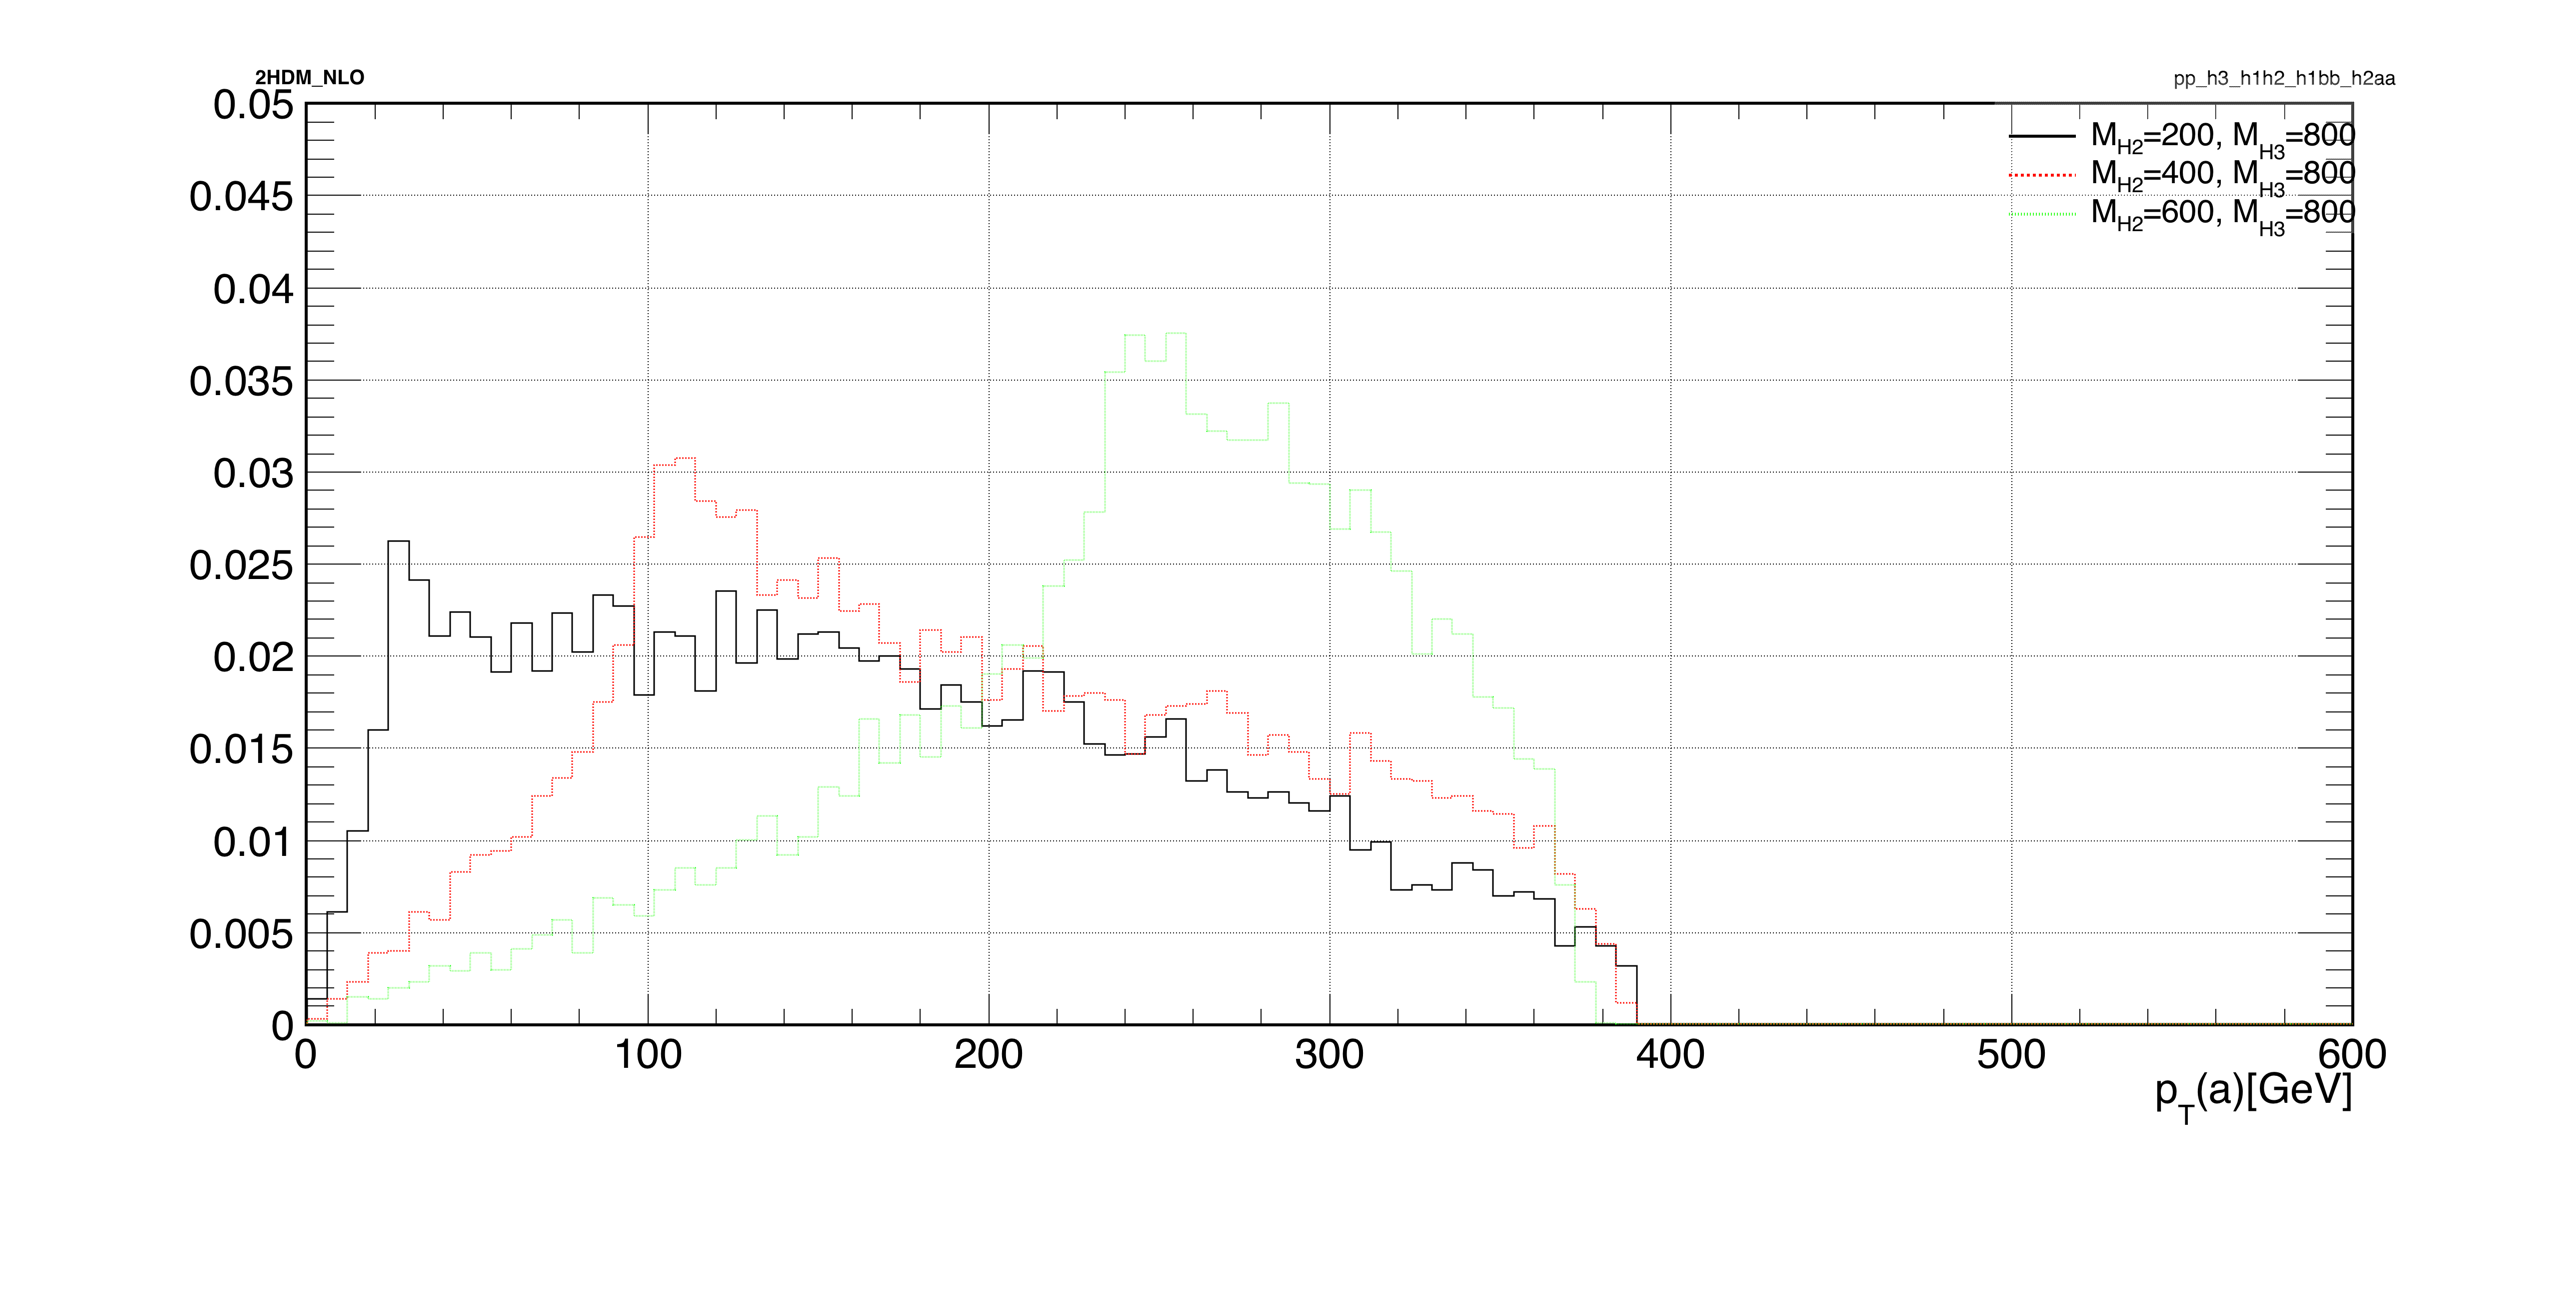 2HDM_NLO
pp_h3_h1h2_h1bb_h2aa
M_H2=200, M_H3=800
M_H2=400, M_H3=800
M_H2=600, M_H3=800
0.05
0.045
0.04
0.035
0.03
0.025
0.02
0.015
0.01
0.005
0
0 100 200 300 400 500 600
p_T(a)[GeV]